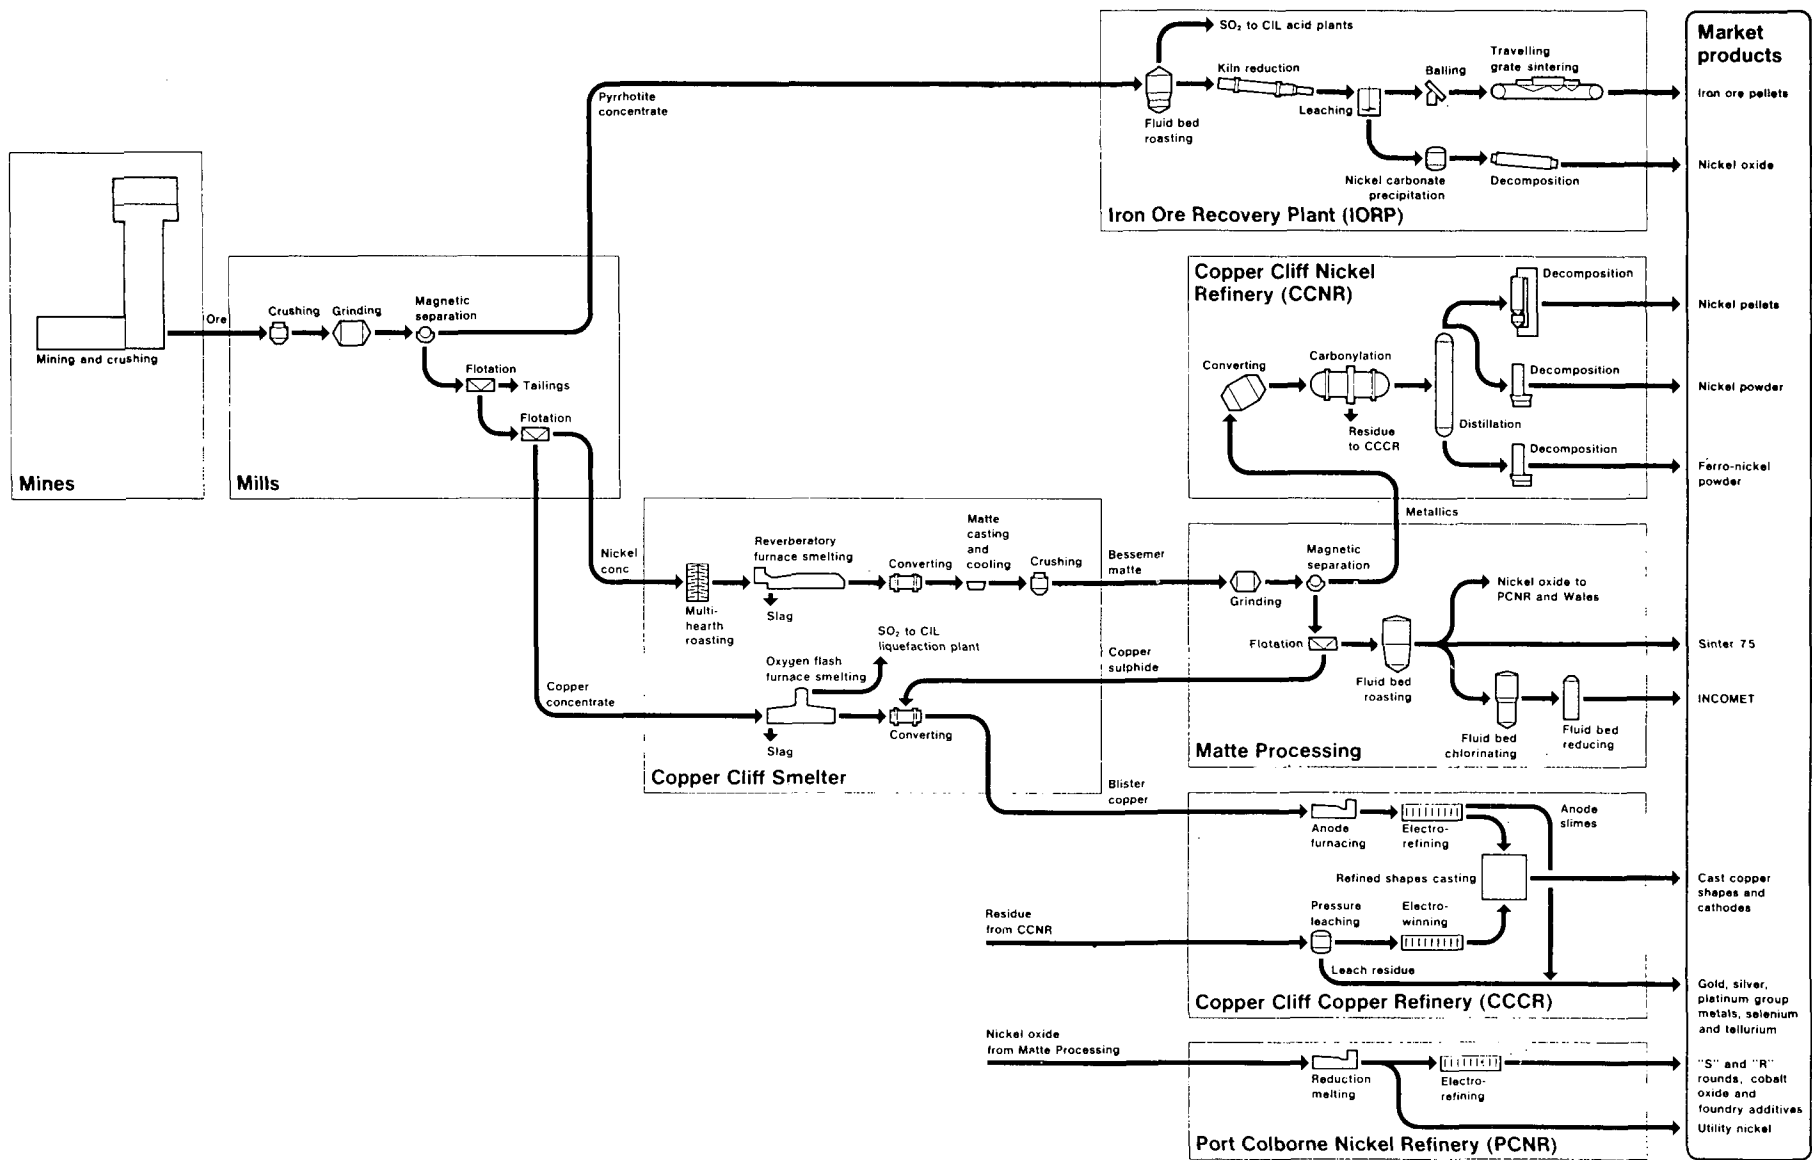 SO₂ to CIL acid plants
Kiln reduction
Travelling
grate sintering
Balling
Leaching
Fluid bed
roasting
Nickel carbonate
precipitation
Decomposition
Iron Ore Recovery Plant (IORP)
Pyrrhotite
concentrate
Market
products
Iron ore pellets
Nickel oxide
Nickel pellets
Nickel powder
Ferro-nickel
powder
Sinter 75
INCOMET
Cast copper
shapes and
cathodes
Gold, silver,
platinum group
metals, selenium
and tellurium
"S" and "R"
rounds, cobalt
oxide and
foundry additives
Utility nickel
Mining and crushing
Mines
Ore
Crushing
Grinding
Magnetic
separation
Flotation
Tailings
Flotation
Mills
Copper Cliff Nickel
Refinery (CCNR)
Converting
Carbonylation
Residue
to CCCR
Distillation
Decomposition
Decomposition
Decomposition
Metallics
Nickel
conc
Multi-
hearth
roasting
Reverberatory
furnace smelting
Slag
Converting
Matte
casting
and
cooling
Crushing
Bessemer
matte
SO₂ to CIL
liquefaction plant
Oxygen flash
furnace smelting
Slag
Converting
Copper
concentrate
Copper
sulphide
Copper Cliff Smelter
Grinding
Magnetic
separation
Flotation
Fluid bed
roasting
Nickel oxide to
PCNR and Wales
Fluid bed
chlorinating
Fluid bed
reducing
Matte Processing
Blister
copper
Anode
furnacing
Electro-
refining
Anode
slimes
Refined shapes casting
Pressure
leaching
Electro-
winning
Residue
from CCNR
Leach residue
Copper Cliff Copper Refinery (CCCR)
Nickel oxide
from Matte Processing
Reduction
melting
Electro-
refining
Port Colborne Nickel Refinery (PCNR)